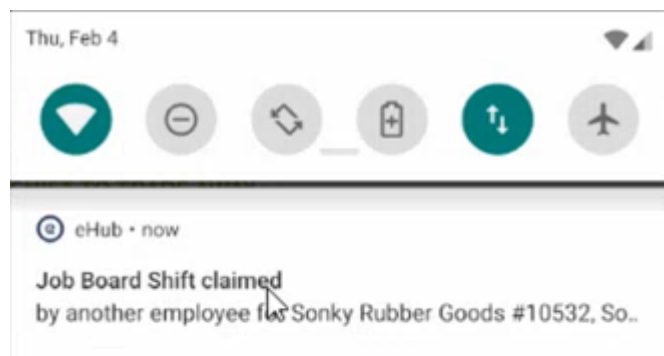 Thu, Feb 4
eHub • now
Job Board Shift claimed
by another employee for Sonky Rubber Goods #10532, So..